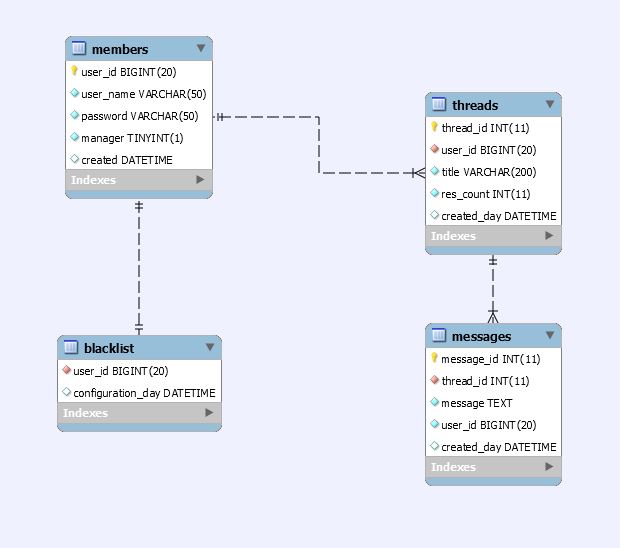 members
user_id BIGINT(20)
user_name VARCHAR(50)
password VARCHAR(50)
manager TINYINT(1)
created DATETIME
Indexes
threads
thread_id INT(11)
user_id BIGINT(20)
title VARCHAR(200)
res_count INT(11)
created_day DATETIME
Indexes
blacklist
user_id BIGINT(20)
configuration_day DATETIME
Indexes
messages
message_id INT(11)
thread_id INT(11)
message TEXT
user_id BIGINT(20)
created_day DATETIME
Indexes